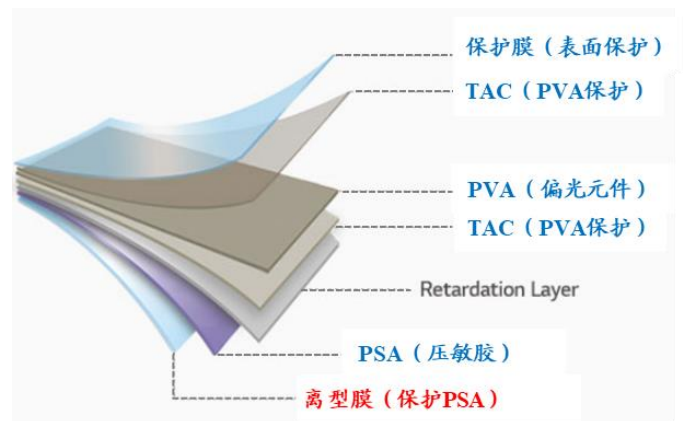 保护膜（表面保护）
TAC（PVA保护）
PVA（偏光元件）
TAC（PVA保护）
Retardation Layer
PSA（压敏胶）
离型膜（保护PSA）